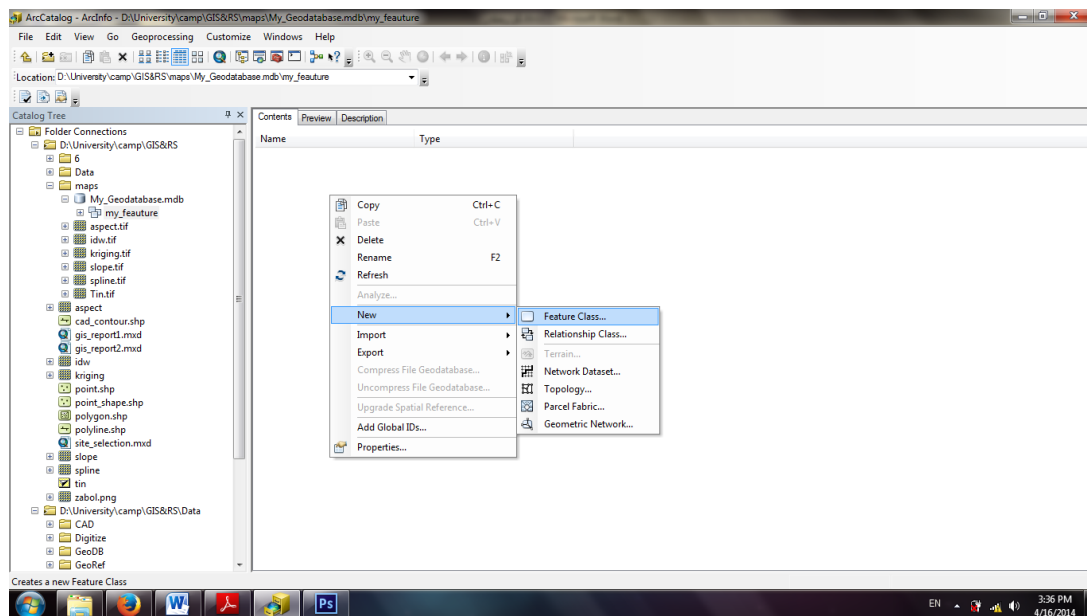 ArcCatalog - ArcInfo - D:\University\camp\GIS&RS\maps\My_Geodatabase.mdb\my_feauture
File Edit View Go Geoprocessing Customize Windows Help
Location: D:\University\camp\GIS&RS\maps\My_Geodatabase.mdb\my_feauture
Catalog Tree
Contents Preview Description
Name Type
Folder Connections
D:\University\camp\GIS&RS
6
Data
maps
My_Geodatabase.mdb
my_feauture
aspect.tif
idw.tif
kriging.tif
slope.tif
spline.tif
Tin.tif
aspect
cad_contour.shp
gis_report1.mxd
gis_report2.mxd
idw
kriging
point.shp
point_shape.shp
polygon.shp
polyline.shp
site_selection.mxd
slope
spline
tin
zabol.png
D:\University\camp\GIS&RS\Data
CAD
Digitize
GeoDB
GeoRef
Copy Ctrl+C
Paste Ctrl+V
Delete
Rename F2
Refresh
Analyze...
New
Import
Export
Compress File Geodatabase...
Uncompress File Geodatabase...
Upgrade Spatial Reference...
Add Global IDs...
Properties...
Feature Class...
Relationship Class...
Terrain...
Network Dataset...
Topology...
Parcel Fabric...
Geometric Network...
Creates a new Feature Class
W
Ps
EN
3:36 PM
4/16/2014